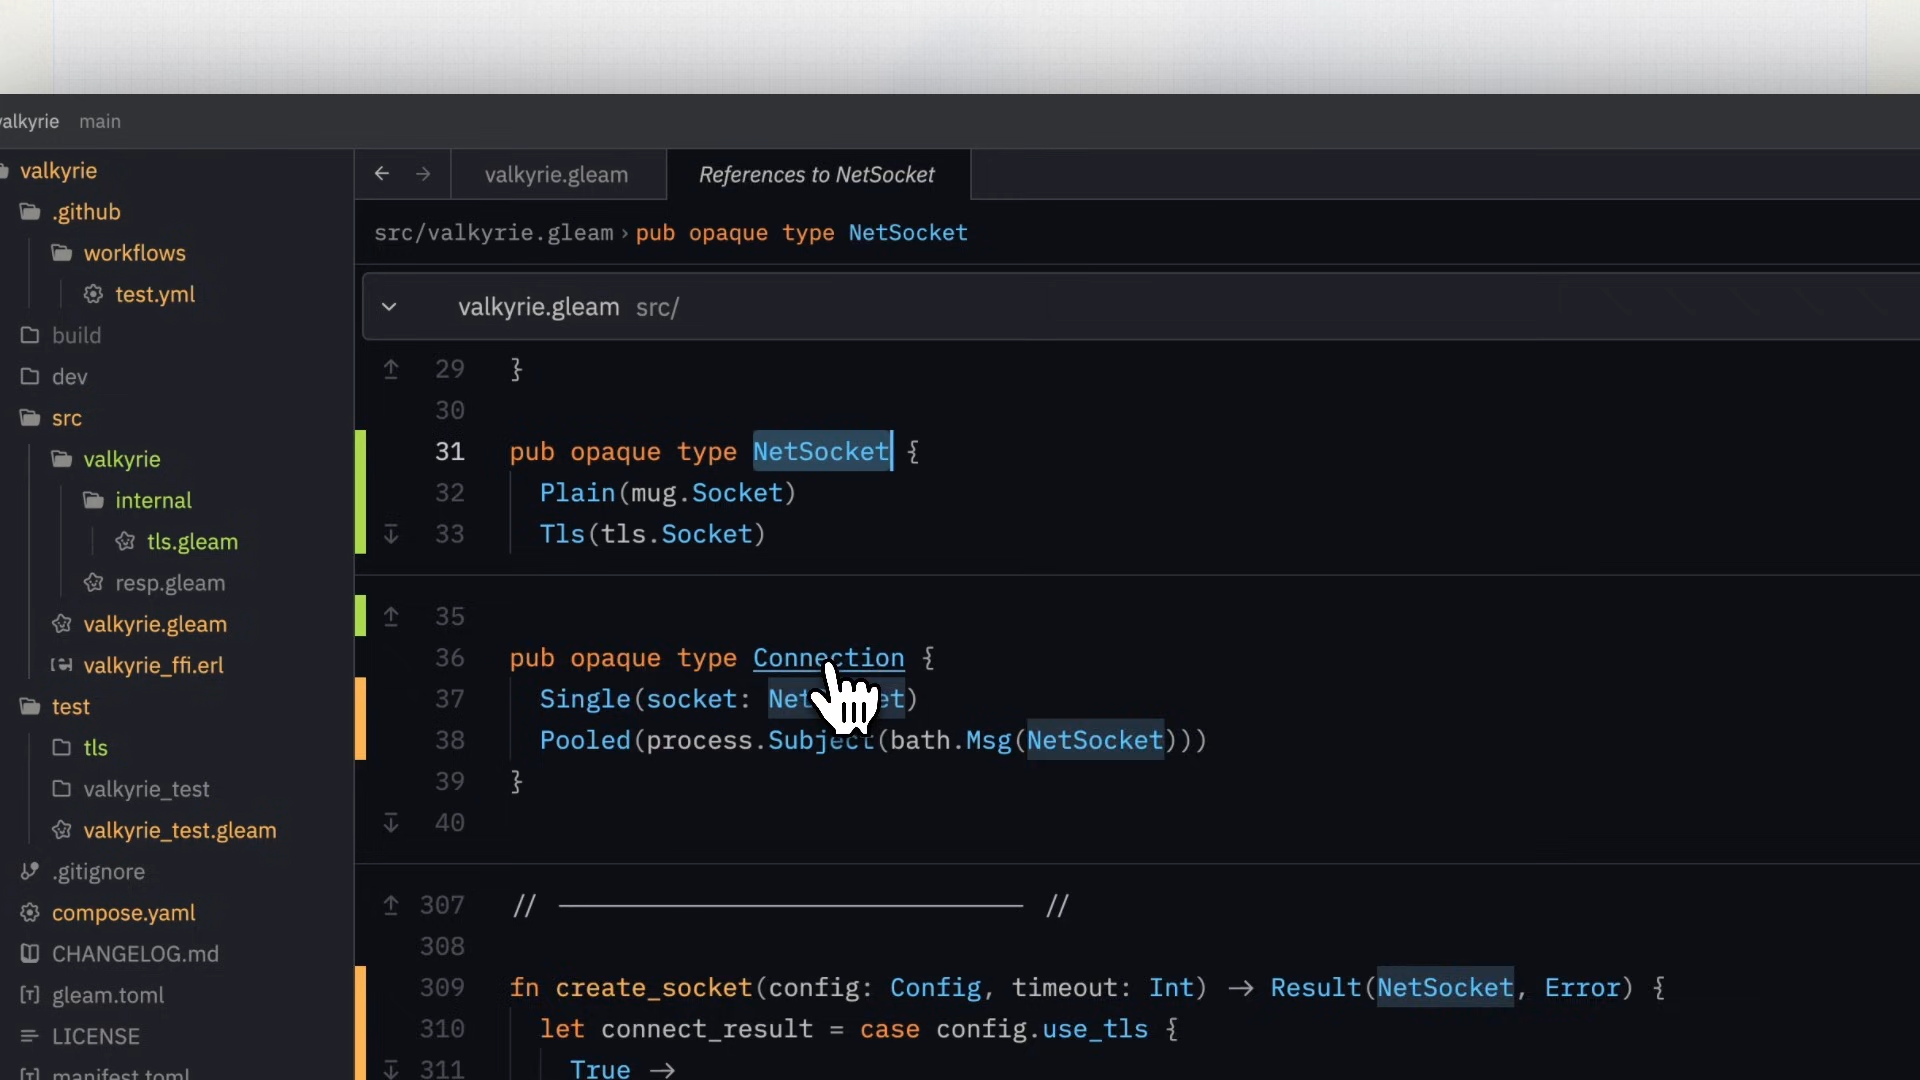 valkyrie main
valkyrie
.github
workflows
test.yml
build
dev
src
valkyrie
internal
tls.gleam
resp.gleam
valkyrie.gleam
valkyrie_ffi.erl
test
tls
valkyrie_test
valkyrie_test.gleam
.gitignore
compose.yaml
CHANGELOG.md
gleam.toml
LICENSE
manifest.toml
valkyrie.gleam
References to NetSocket
src/valkyrie.gleam › pub opaque type NetSocket
valkyrie.gleam src/
29 }
30
31 pub opaque type NetSocket {
32 Plain(mug.Socket)
33 Tls(tls.Socket)
35
36 pub opaque type Connection {
37 Single(socket: NetSocket)
38 Pooled(process.Subject(bath.Msg(NetSocket)))
39 }
40
307 // ─────────────── //
308
309 fn create_socket(config: Config, timeout: Int) → Result(NetSocket, Error) {
310 let connect_result = case config.use_tls {
311 True →